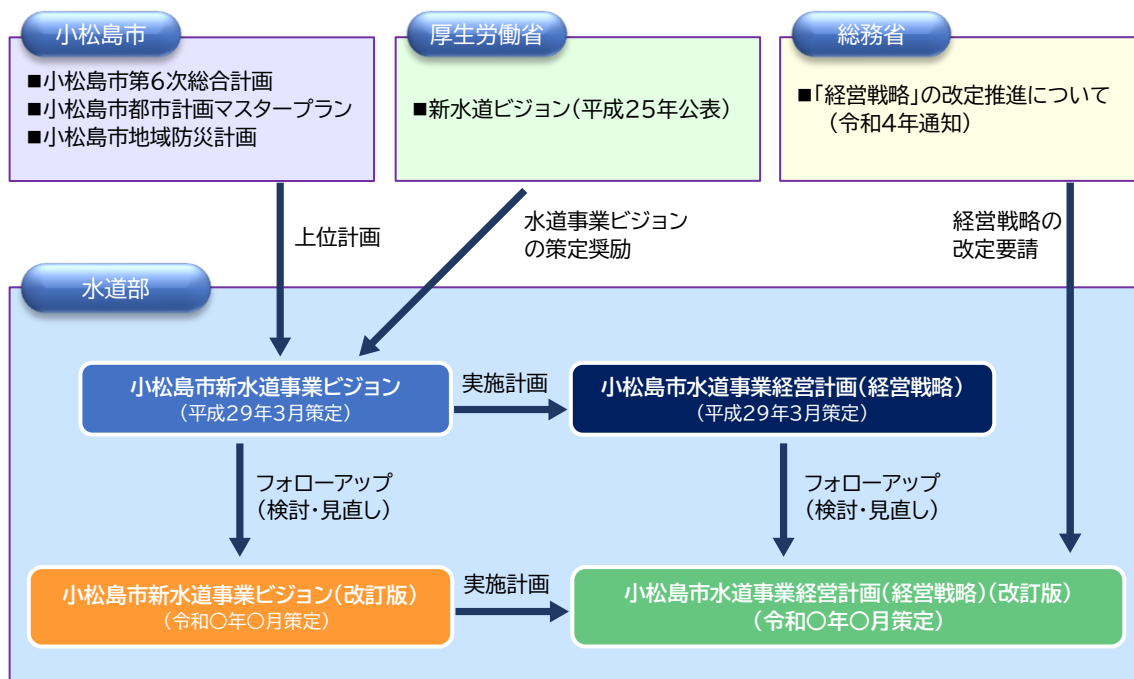 小松島市
■小松島市第6次総合計画
■小松島市都市計画マスタープラン
■小松島市地域防災計画
厚生労働省
■新水道ビジョン(平成25年公表)
総務省
■「経営戦略」の改定推進について
(令和4年通知)
上位計画
水道事業ビジョン
の策定奨励
経営戦略の
改定要請
水道部
小松島市新水道事業ビジョン
(平成29年3月策定)
実施計画
小松島市水道事業経営計画(経営戦略)
(平成29年3月策定)
フォローアップ
(検討・見直し)
フォローアップ
(検討・見直し)
小松島市新水道事業ビジョン(改訂版)
(令和〇年〇月策定)
実施計画
小松島市水道事業経営計画(経営戦略)(改訂版)
(令和〇年〇月策定)